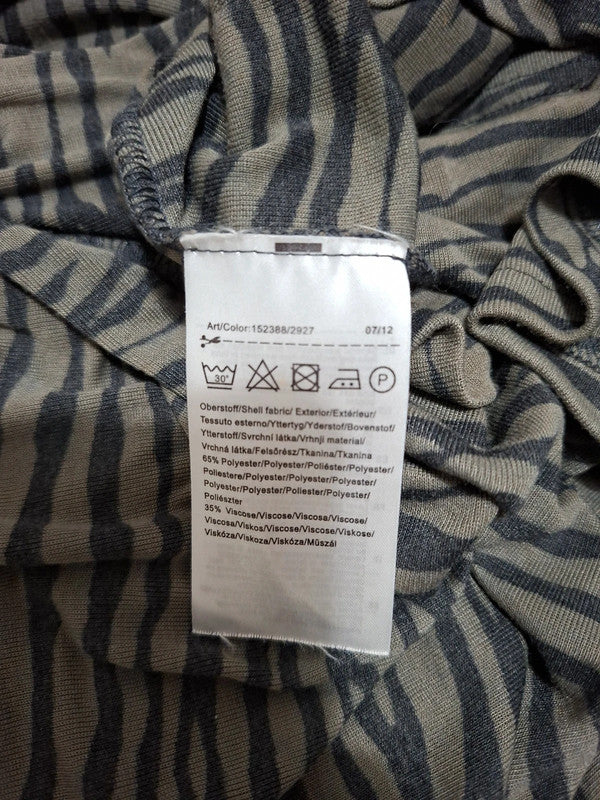 Art/Color:152388/2927 07/12
30°
P
Oberstoff/Shell fabric/ Exterior/Extérieur/
Tessuto esterno/Yttertyg/Yderstof/Bovenstof/
Ytterstoff/Svrchní látka/Vrhnji material/
Vrchná látka/Felsőrész/Tkanina/Tkanina
65% Polyester/Polyester/Poliéster/Polyester/
Poliestere/Polyester/Polyester/Polyester/
Polyester/Polyester/Poliester/Polyester/
Poliészter
35% Viscose/Viscose/Viscosa/Viscose/
Viscosa/Viskos/Viscose/Viscose/Viskose/
Viskóza/Viskoza/Viskóza/Műszál